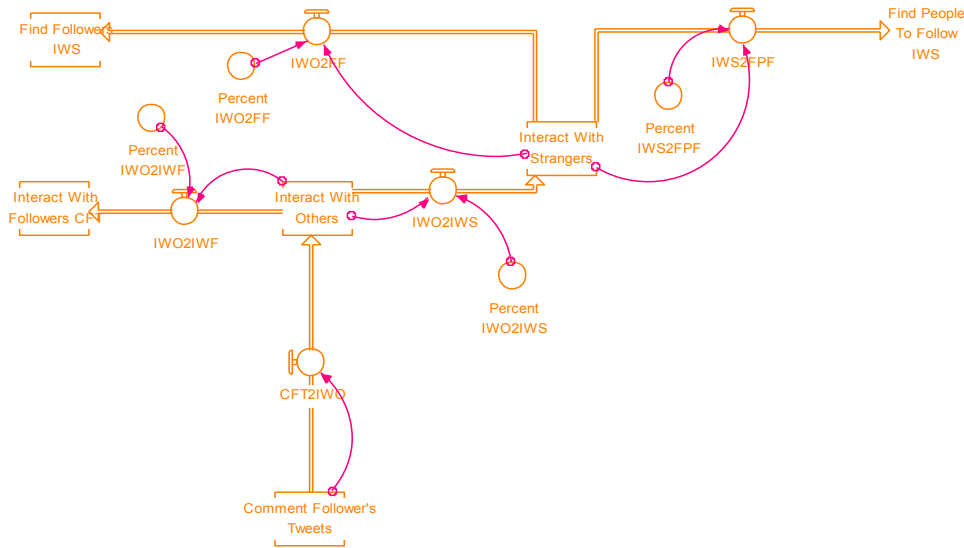 Find Followers
IWS
IWO2FF
Percent
IWO2FF
IWS2FPF
Percent
IWS2FPF
Find People
To Follow
IWS
Percent
IWO2IWF
Interact With
Strangers
Interact With
Followers CFT
IWO2IWF
Interact With
Others
IWO2IWS
Percent
IWO2IWS
CFT2IWO
Comment Follower's
Tweets